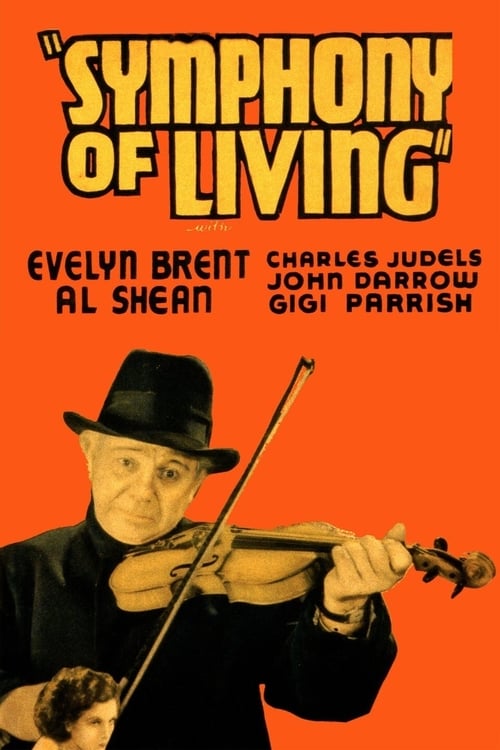 "SYMPHONY
OF LIVING"
with
EVELYN BRENT
AL SHEAN
CHARLES JUDELS
JOHN DARROW
GIGI PARRISH